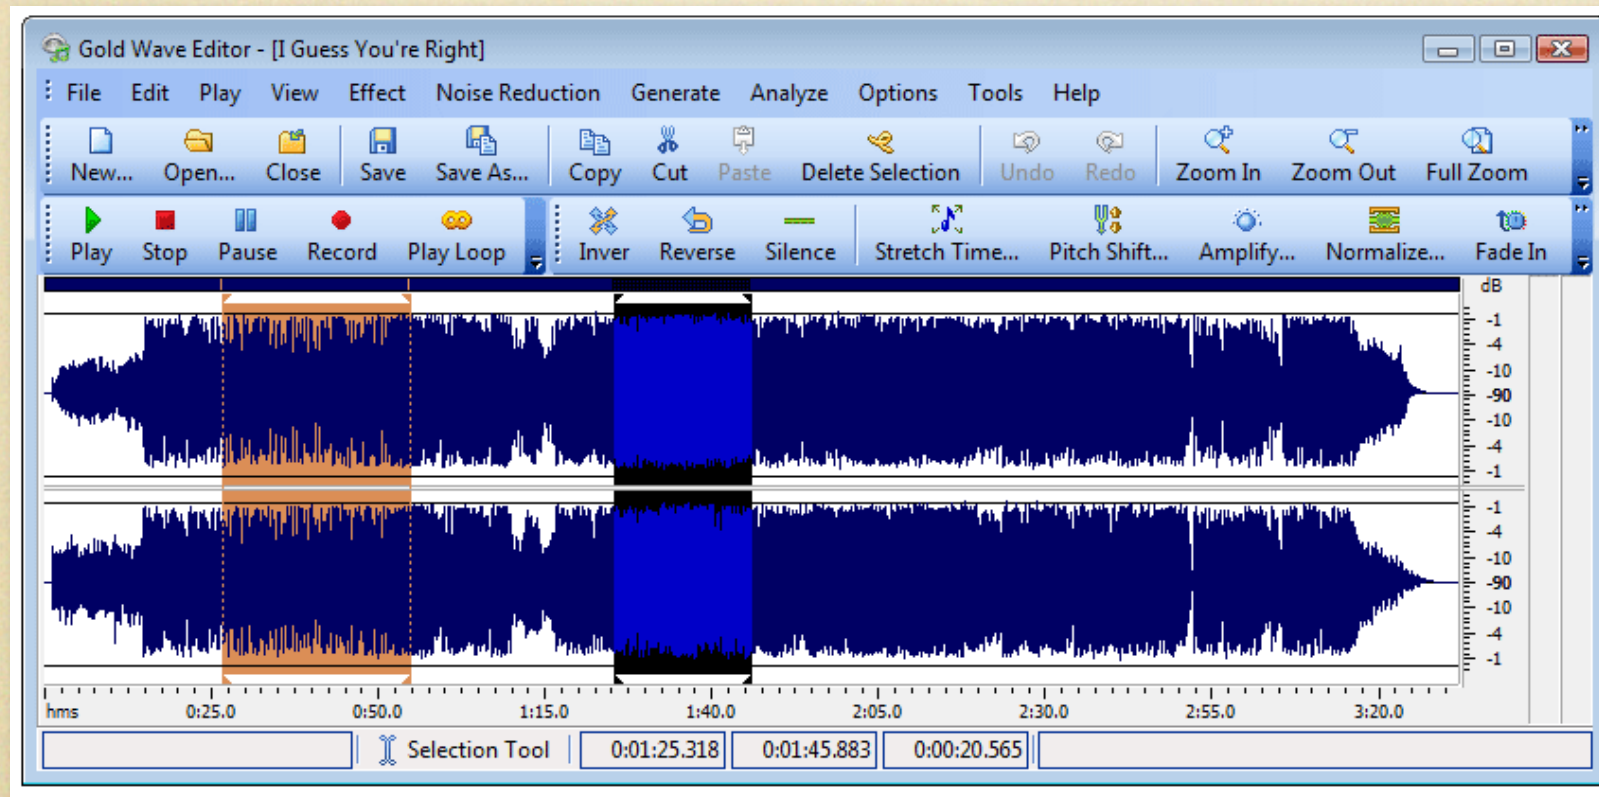 Gold Wave Editor - [I Guess You're Right]
File Edit Play View Effect Noise Reduction Generate Analyze Options Tools Help
New... Open... Close Save Save As... Copy Cut Paste Delete Selection Undo Redo Zoom In Zoom Out Full Zoom
Play Stop Pause Record Play Loop Inver Reverse Silence Stretch Time... Pitch Shift... Amplify... Normalize... Fade In
dB
-1
-4
-10
-90
-10
-4
-1
-1
-4
-10
-90
-10
-4
-1
hms 0:25.0 0:50.0 1:15.0 1:40.0 2:05.0 2:30.0 2:55.0 3:20.0
Selection Tool 0:01:25.318 0:01:45.883 0:00:20.565